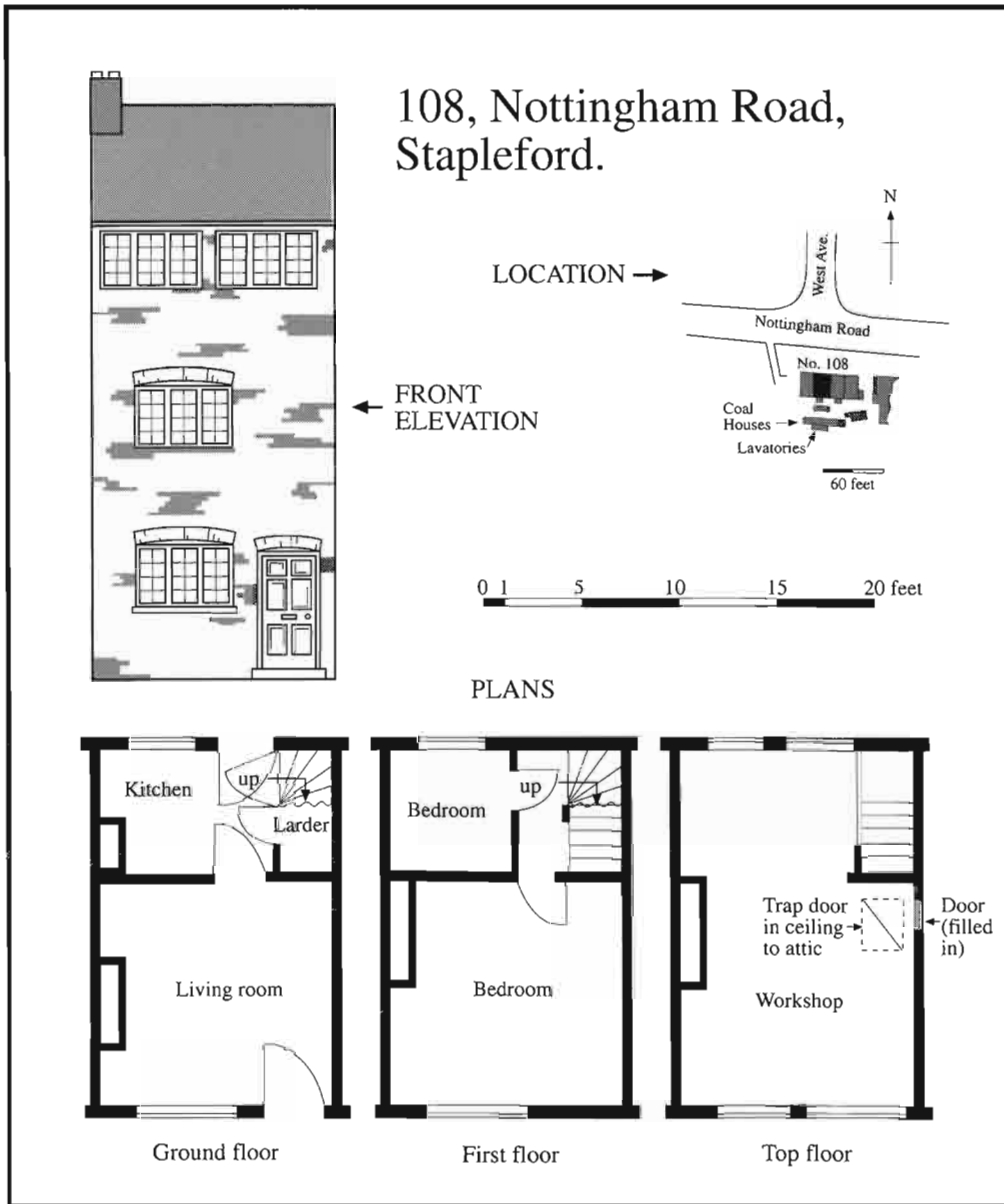 108, Nottingham Road,
Stapleford.
N
LOCATION
West Ave.
Nottingham Road
No. 108
Coal
Houses
Lavatories
60 feet
FRONT
ELEVATION
0 1 5 10 15 20 feet
PLANS
Kitchen
up
Larder
Living room
Ground floor
Bedroom
up
Bedroom
First floor
Trap door
in ceiling
to attic
Door
(filled
in)
Workshop
Top floor